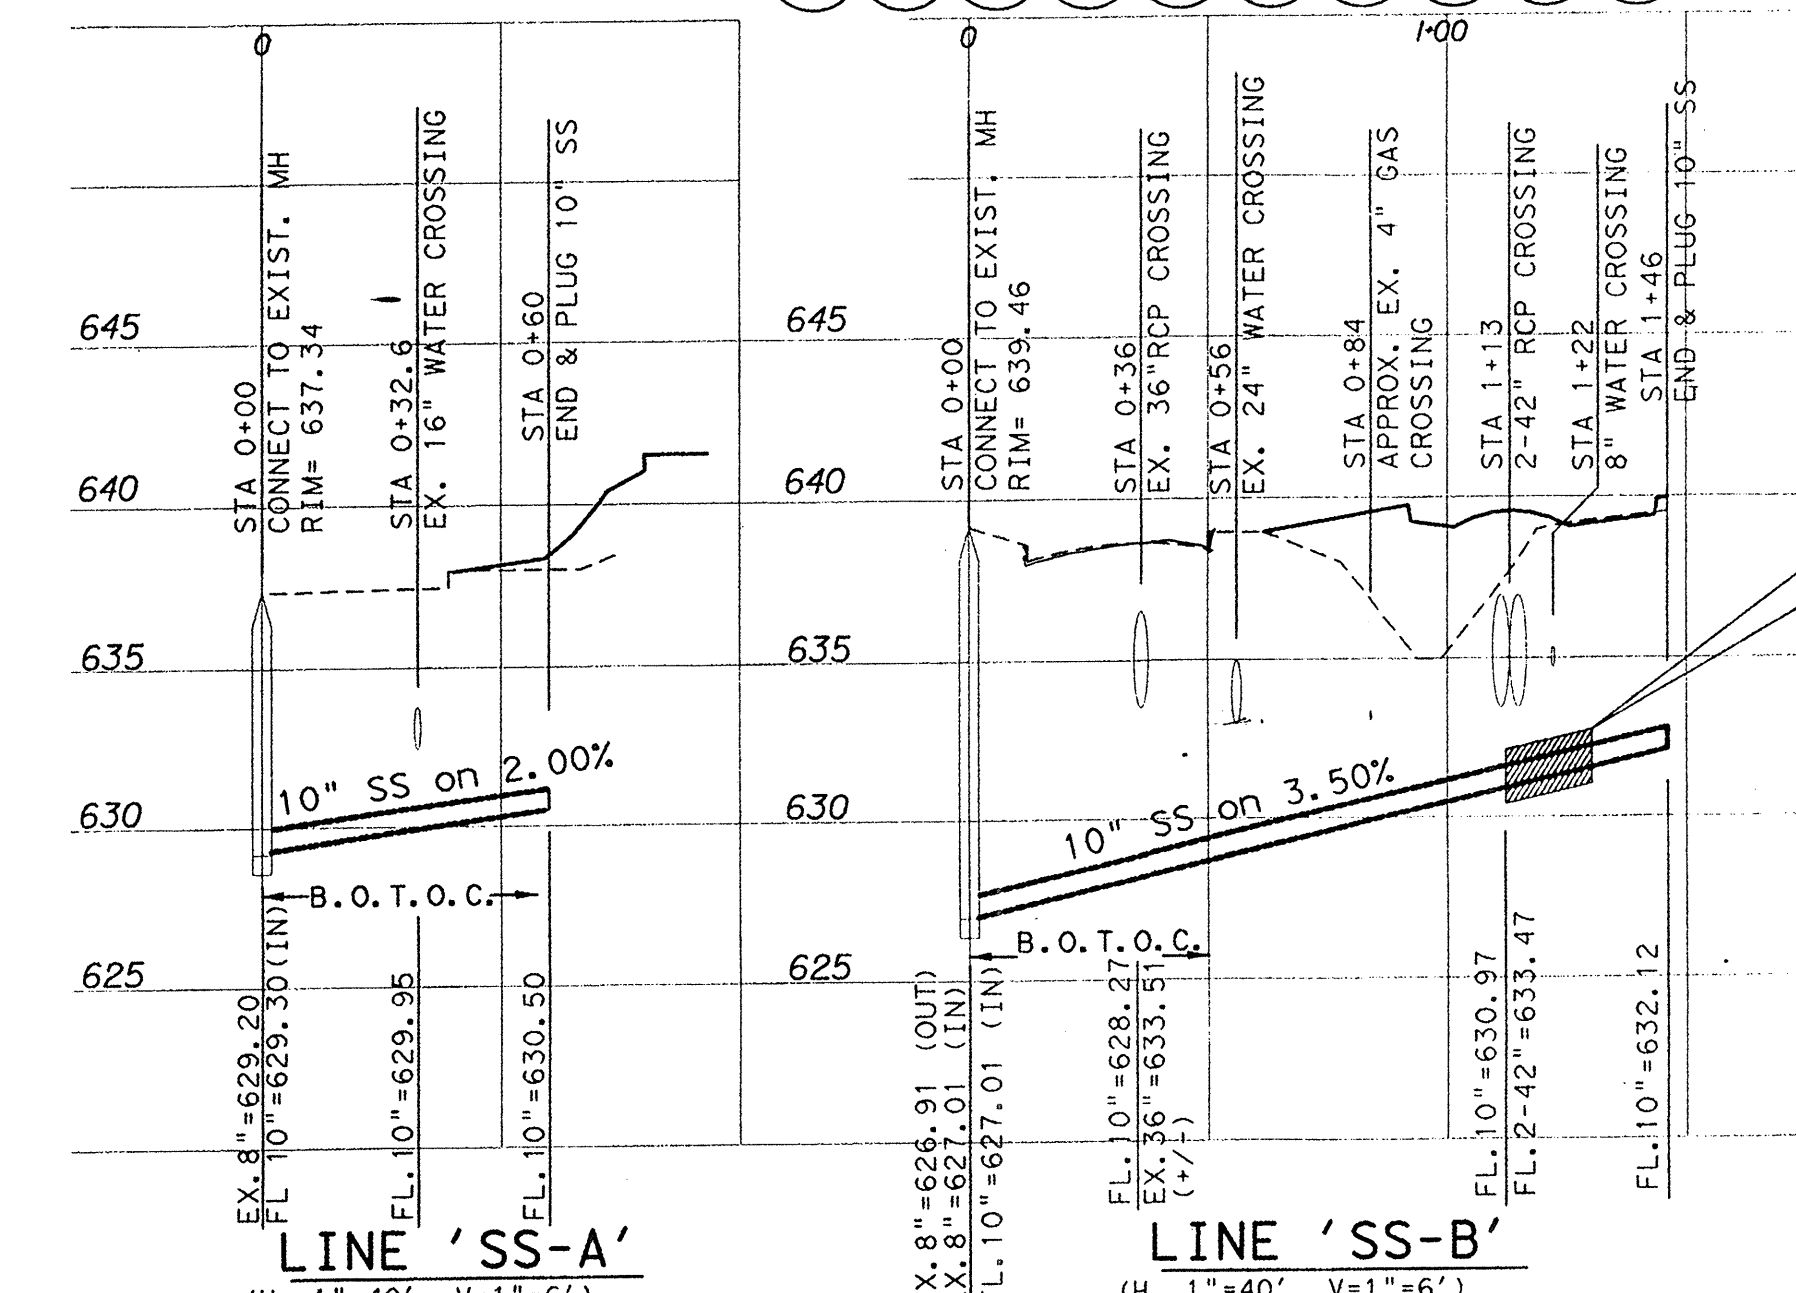 0
STA 0+00
CONNECT TO EXIST. MH
RIM= 637.34
STA 0+32.6
EX. 16" WATER CROSSING
STA 0+60
END & PLUG 10" SS
645
640
635
630
625
10" SS on 2.00%
B.O.T.O.C.
EX.8"=629.20
FL 10"=629.30(IN)
FL.10"=629.95
FL.10"=630.50
LINE 'SS-A'
0
1+00
STA 0+00
CONNECT TO EXIST. MH
RIM= 639.46
STA 0+36
EX. 36"RCP CROSSING
STA 0+56
EX. 24" WATER CROSSING
STA 0+84
APPROX. EX. 4" GAS
CROSSING
STA 1+13
2-42" RCP CROSSING
STA 1+22
8" WATER CROSSING
STA 1+46
END & PLUG 10" SS
645
640
635
630
625
10" SS on 3.50%
B.O.T.O.C.
X.8"=626.91 (OUT)
X.8"=627.01 (IN)
L.10"=627.01 (IN)
FL.10"=628.27
EX.36"=633.51
(+/-)
FL.10"=630.97
FL.2-42"=633.47
FL.10"=632.12
LINE 'SS-B'
(H 1"=40' V=1"=6')